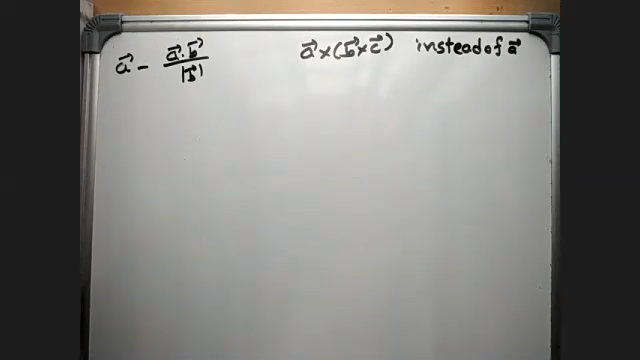 a⃗ - a⃗·b⃗ / |b⃗|
a⃗×(b⃗×c⃗) instead of a⃗